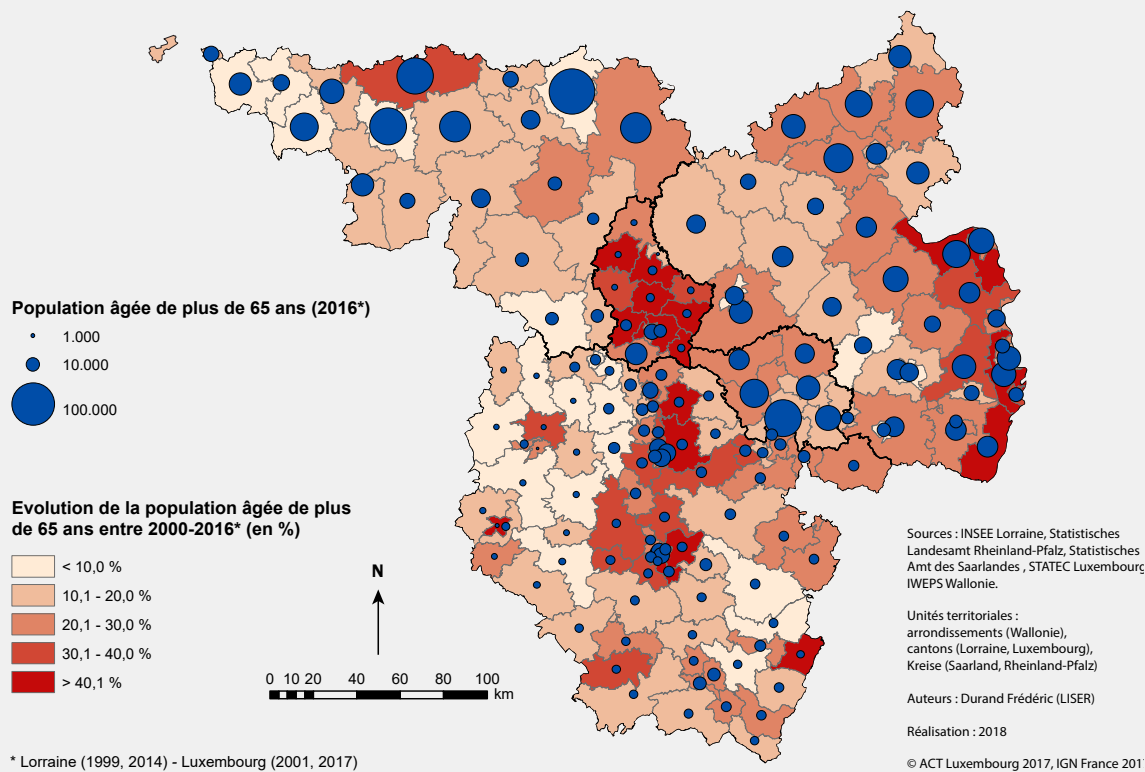 Population âgée de plus de 65 ans (2016*)
1.000
10.000
100.000
Evolution de la population âgée de plus
de 65 ans entre 2000-2016* (en %)
< 10,0 %
10,1 - 20,0 %
20,1 - 30,0 %
30,1 - 40,0 %
> 40,1 %
N
0 10 20 40 60 80 100
km
* Lorraine (1999, 2014) - Luxembourg (2001, 2017)
Sources : INSEE Lorraine, Statistisches
Landesamt Rheinland-Pfalz, Statistisches
Amt des Saarlandes , STATEC Luxembourg
IWEPS Wallonie.
Unités territoriales :
arrondissements (Wallonie),
cantons (Lorraine, Luxembourg),
Kreise (Saarland, Rheinland-Pfalz)
Auteurs : Durand Frédéric (LISER)
Réalisation : 2018
© ACT Luxembourg 2017, IGN France 201